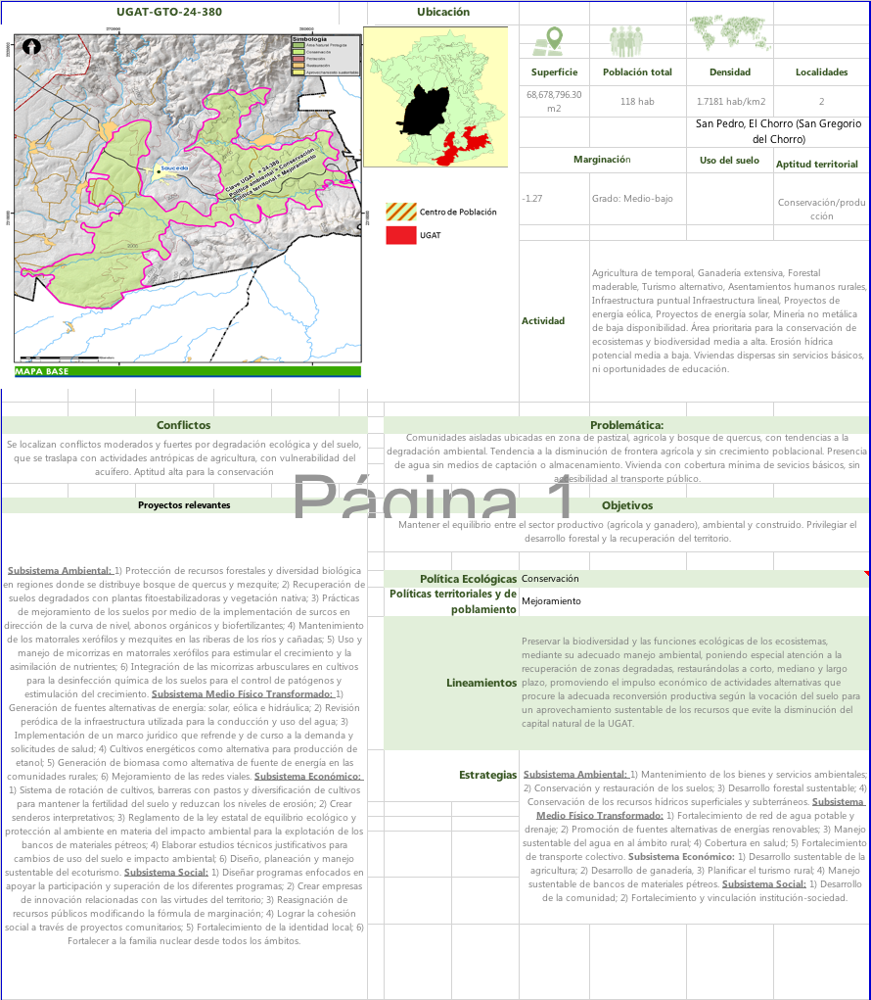 UGAT-GTO-24-380
Ubicación
Simbología
Área Natural Protegida
Conservación
Protección
Restauración
Aprovechamiento sustentable
Sauceda
Clave UGAT = 24-380
Política ambiental = Conservación
Política territorial = Mejoramiento
MAPA BASE
Centro de Población
UGAT
Superficie
Población total
Densidad
Localidades
68,678,796.30
m2
118 hab
1.7181 hab/km2
2
San Pedro, El Chorro (San Gregorio
del Chorro)
Marginación
Uso del suelo
Aptitud territorial
-1.27
Grado: Medio-bajo
Conservación/produ
cción
Actividad
Agricultura de temporal, Ganadería extensiva, Forestal
maderable, Turismo alternativo, Asentamientos humanos rurales,
Infraestructura puntual Infraestructura lineal, Proyectos de
energía eólica, Proyectos de energía solar, Minería no metálica
de baja disponibilidad. Área prioritaria para la conservación de
ecosistemas y biodiversidad media a alta. Erosión hídrica
potencial media a baja. Viviendas dispersas sin servicios básicos,
ni oportunidades de educación.
Conflictos
Se localizan conflictos moderados y fuertes por degradación ecológica y del suelo,
que se traslapa con actividades antrópicas de agricultura, con vulnerabilidad del
acuífero. Aptitud alta para la conservación
Problemática:
Comunidades aisladas ubicadas en zona de pastizal, agrícola y bosque de quercus, con tendencias a la
degradación ambiental. Tendencia a la disminución de frontera agrícola y sin crecimiento poblacional. Presencia
de agua sin medios de captación o almacenamiento. Vivienda con cobertura mínima de sevicios básicos, sin
accesibilidad al transporte público.
Página 1
Proyectos relevantes
Objetivos
Mantener el equilibrio entre el sector productivo (agrícola y ganadero), ambiental y construido. Privilegiar el
desarrollo forestal y la recuperación del territorio.
Subsistema Ambiental: 1) Protección de recursos forestales y diversidad biológica
en regiones donde se distribuye bosque de quercus y mezquite; 2) Recuperación de
suelos degradados con plantas fitoestabilizadoras y vegetación nativa; 3) Prácticas
de mejoramiento de los suelos por medio de la implementación de surcos en
dirección de la curva de nivel, abonos orgánicos y biofertilizantes; 4) Mantenimiento
de los matorrales xerófilos y mezquites en las riberas de los ríos y cañadas; 5) Uso y
manejo de micorrizas en matorrales xerófilos para estimular el crecimiento y la
asimilación de nutrientes; 6) Integración de las micorrizas arbusculares en cultivos
para la desinfección química de los suelos para el control de patógenos y
estimulación del crecimiento. Subsistema Medio Físico Transformado: 1)
Generación de fuentes alternativas de energía: solar, eólica e hidráulica; 2) Revisión
peródica de la infraestructura utilizada para la conducción y uso del agua; 3)
Implementación de un marco jurídico que refrende y de curso a la demanda y
solicitudes de salud; 4) Cultivos energéticos como alternativa para producción de
etanol; 5) Generación de biomasa como alternativa de fuente de energía en las
comunidades rurales; 6) Mejoramiento de las redes viales. Subsistema Económico:
1) Sistema de rotación de cultivos, barreras con pastos y diversificación de cultivos
para mantener la fertilidad del suelo y reduzcan los niveles de erosión; 2) Crear
senderos interpretativos; 3) Reglamento de la ley estatal de equilibrio ecológico y
protección al ambiente en materia del impacto ambiental para la explotación de los
bancos de materiales pétreos; 4) Elaborar estudios técnicos justificativos para
cambios de uso del suelo e impacto ambiental; 6) Diseño, planeación y manejo
sustentable del ecoturismo. Subsistema Social: 1) Diseñar programas enfocados en
apoyar la participación y superación de los diferentes programas; 2) Crear empresas
de innovación relacionadas con las virtudes del territorio; 3) Reasignación de
recursos públicos modificando la fórmula de marginación; 4) Lograr la cohesión
social a través de proyectos comunitarios; 5) Fortalecimiento de la identidad local; 6)
Fortalecer a la familia nuclear desde todos los ámbitos.
Política Ecológicas
Conservación
Políticas territoriales y de
poblamiento
Mejoramiento
Lineamientos
Preservar la biodiversidad y las funciones ecológicas de los ecosistemas,
mediante su adecuado manejo ambiental, poniendo especial atención a la
recuperación de zonas degradadas, restaurándolas a corto, mediano y largo
plazo, promoviendo el impulso económico de actividades alternativas que
procure la adecuada reconversión productiva según la vocación del suelo para
un aprovechamiento sustentable de los recursos que evite la disminución del
capital natural de la UGAT.
Estrategias
Subsistema Ambiental: 1) Mantenimiento de los bienes y servicios ambientales;
2) Conservación y restauración de los suelos; 3) Desarrollo forestal sustentable; 4)
Conservación de los recursos hídricos superficiales y subterráneos. Subsistema
Medio Físico Transformado: 1) Fortalecimiento de red de agua potable y
drenaje; 2) Promoción de fuentes alternativas de energías renovables; 3) Manejo
sustentable del agua en al ámbito rural; 4) Cobertura en salud; 5) Fortalecimiento
de transporte colectivo. Subsistema Económico: 1) Desarrollo sustentable de la
agricultura; 2) Desarrollo de ganadería, 3) Planificar el turismo rural; 4) Manejo
sustentable de bancos de materiales pétreos. Subsistema Social: 1) Desarrollo
de la comunidad; 2) Fortalecimiento y vinculación institución-sociedad.